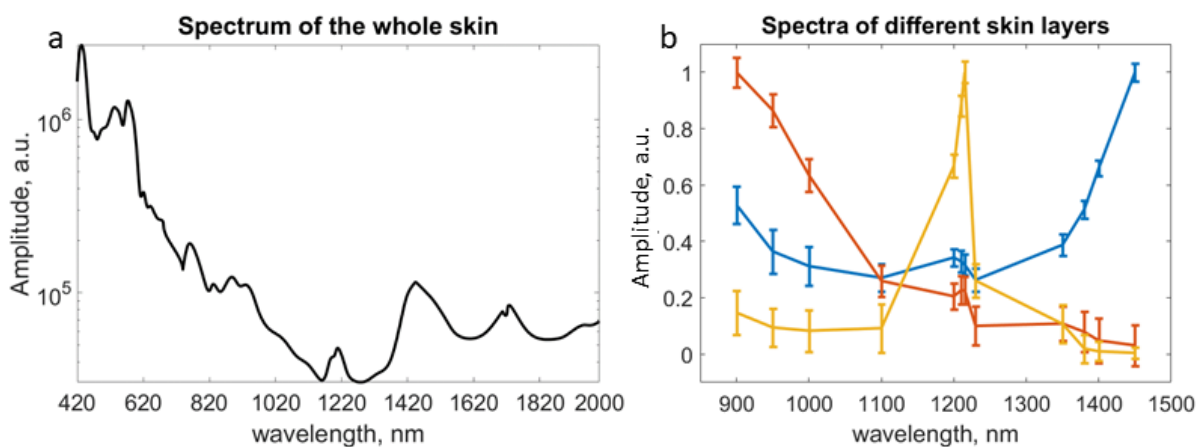 a
Spectrum of the whole skin
Amplitude, a.u.
10^6
10^5
420 620 820 1020 1220 1420 1620 1820 2000
wavelength, nm
b
Spectra of different skin layers
Amplitude, a.u.
1
0.8
0.6
0.4
0.2
0
900 1000 1100 1200 1300 1400 1500
wavelength, nm